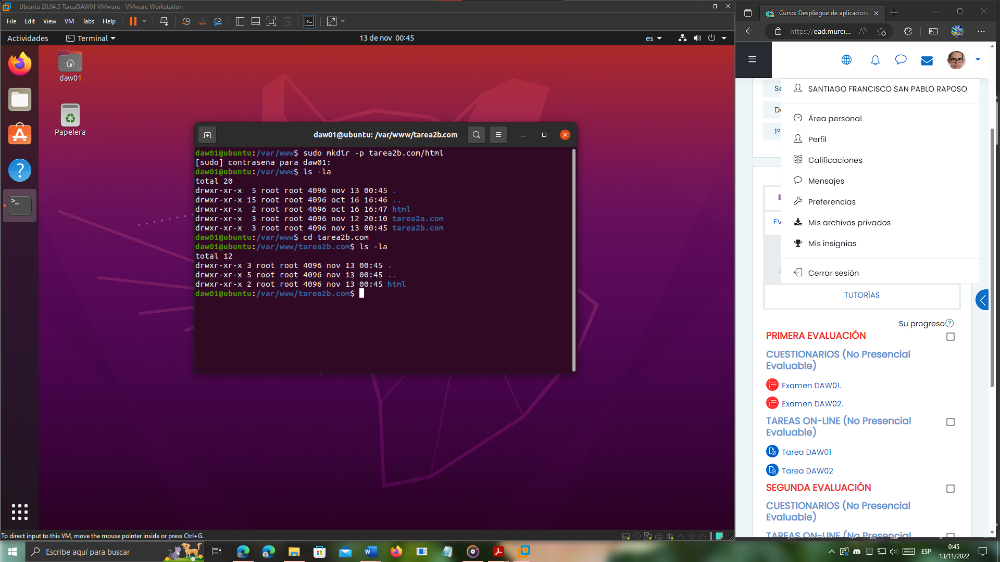 Ubuntu 20.04.5 TareaDAW01 VMware - VMware Workstation
File Edit View VM Tabs Help
Actividades Terminal 13 de nov 00:45 es
daw01
Papelera
daw01@ubuntu: /var/www/tarea2b.com
daw01@ubuntu:/var/www$ sudo mkdir -p tarea2b.com/html
[sudo] contraseña para daw01:
daw01@ubuntu:/var/www$ ls -la
total 20
drwxr-xr-x  5 root root 4096 nov 13 00:45 .
drwxr-xr-x 15 root root 4096 oct 16 16:46 ..
drwxr-xr-x  2 root root 4096 oct 16 16:47 html
drwxr-xr-x  3 root root 4096 nov 12 20:10 tarea2a.com
drwxr-xr-x  3 root root 4096 nov 13 00:45 tarea2b.com
daw01@ubuntu:/var/www$ cd tarea2b.com
daw01@ubuntu:/var/www/tarea2b.com$ ls -la
total 12
drwxr-xr-x 3 root root 4096 nov 13 00:45 .
drwxr-xr-x 5 root root 4096 nov 13 00:45 ..
drwxr-xr-x 2 root root 4096 nov 13 00:45 html
daw01@ubuntu:/var/www/tarea2b.com$
To direct input to this VM, move the mouse pointer inside or press Ctrl+G.
Curso: Despliegue de aplicacione
https://ead.murci...
SANTIAGO FRANCISCO SAN PABLO RAPOSO
Área personal
Perfil
Calificaciones
Mensajes
Preferencias
Mis archivos privados
Mis insignias
Cerrar sesión
Se
1ª
EV
TUTORÍAS
Su progreso
PRIMERA EVALUACIÓN
CUESTIONARIOS (No Presencial
Evaluable)
Examen DAW01.
Examen DAW02.
TAREAS ON-LINE (No Presencial
Evaluable)
Tarea DAW01
Tarea DAW02
SEGUNDA EVALUACIÓN
CUESTIONARIOS (No Presencial
Evaluable)
TAREAS ON-LINE (No Presencial
Escribe aquí para buscar
ESP
0:45
13/11/2022